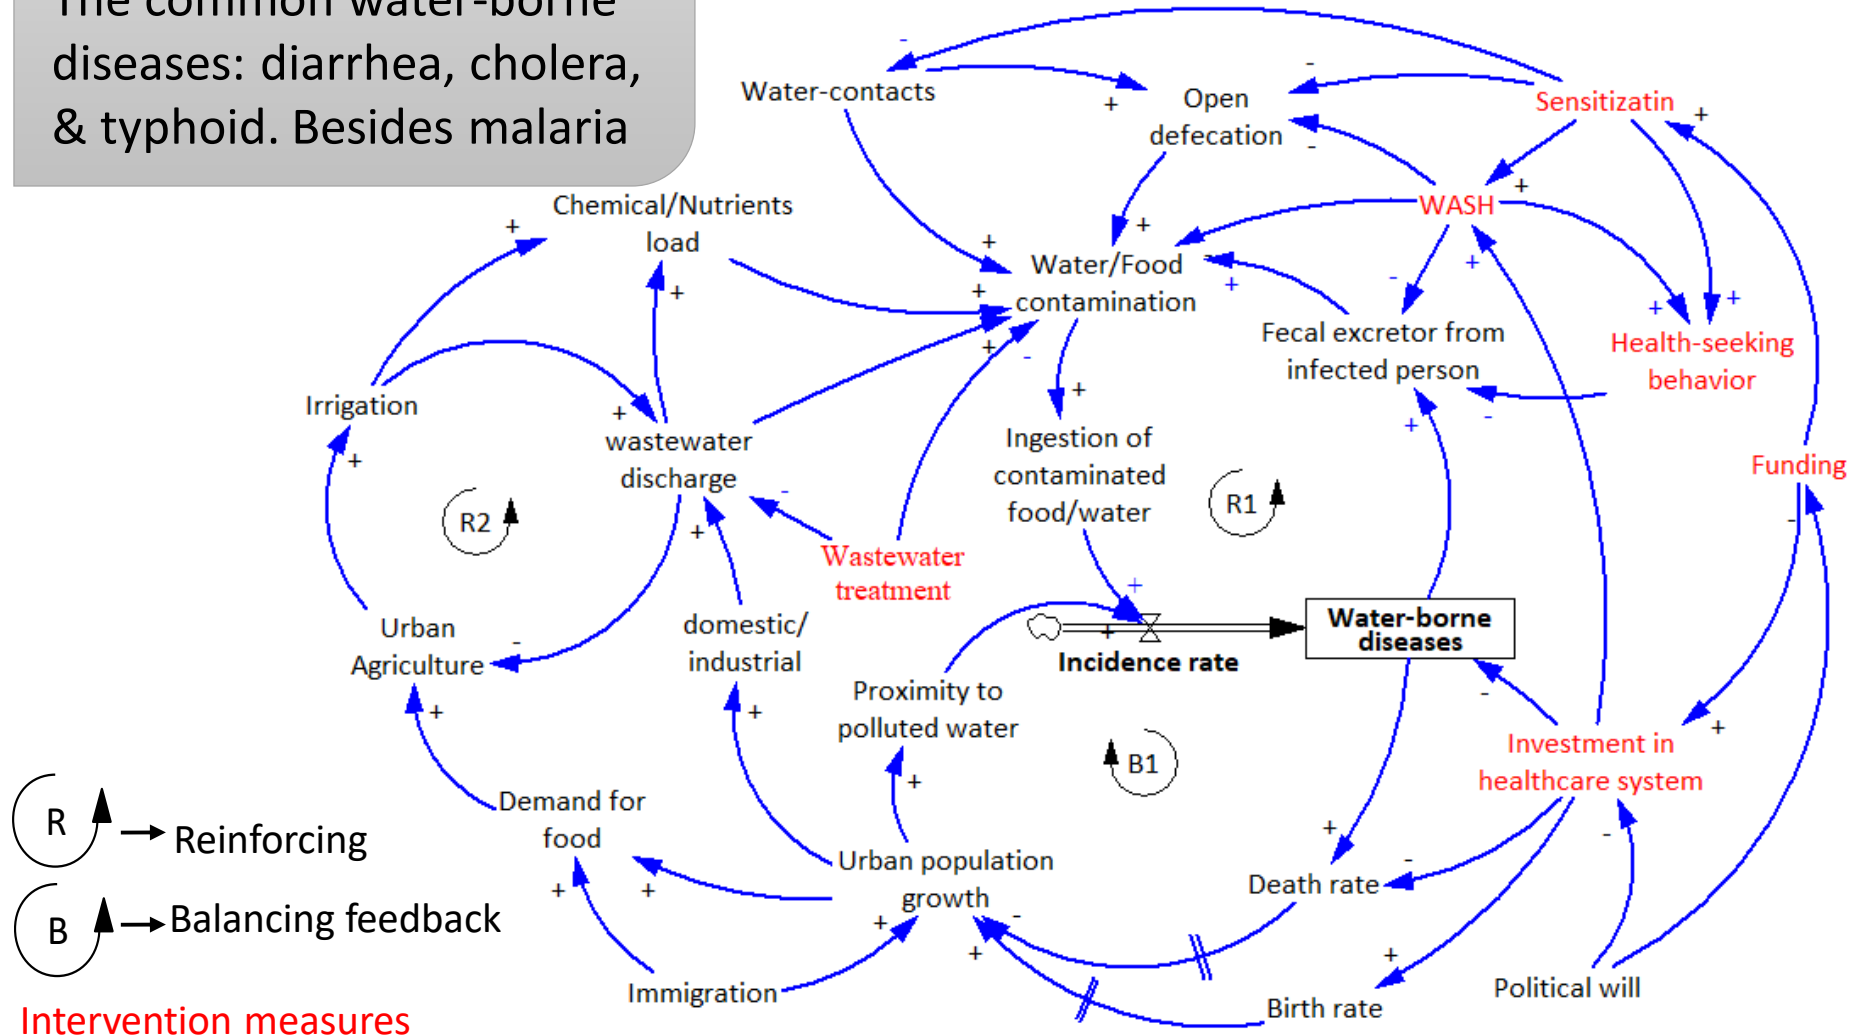 The common water-borne
diseases: diarrhea, cholera,
& typhoid. Besides malaria
-
Water-contacts
+
-
Open
defecation
-
Sensitizatin
+
+
WASH
+
Chemical/Nutrients
load
+
+
+
Water/Food
contamination
-
+
-
+
+
+
Health-seeking
behavior
Fecal excretor from
infected person
-
+
+
+
-
+
Irrigation
+
+
wastewater
discharge
-
+
Ingestion of
contaminated
food/water
R1
R2
Funding
-
Wastewater
treatment
+
+
Urban
Agriculture
-
domestic/
industrial
Incidence rate
Water-borne
diseases
-
Proximity to
polluted water
+
+
+
B1
+
Investment in
healthcare system
-
R
Reinforcing
Demand for
food
+
+
Urban population
growth
+
-
+
Death rate
+
-
B
Balancing feedback
Immigration
+
Birth rate
Political will
Intervention measures